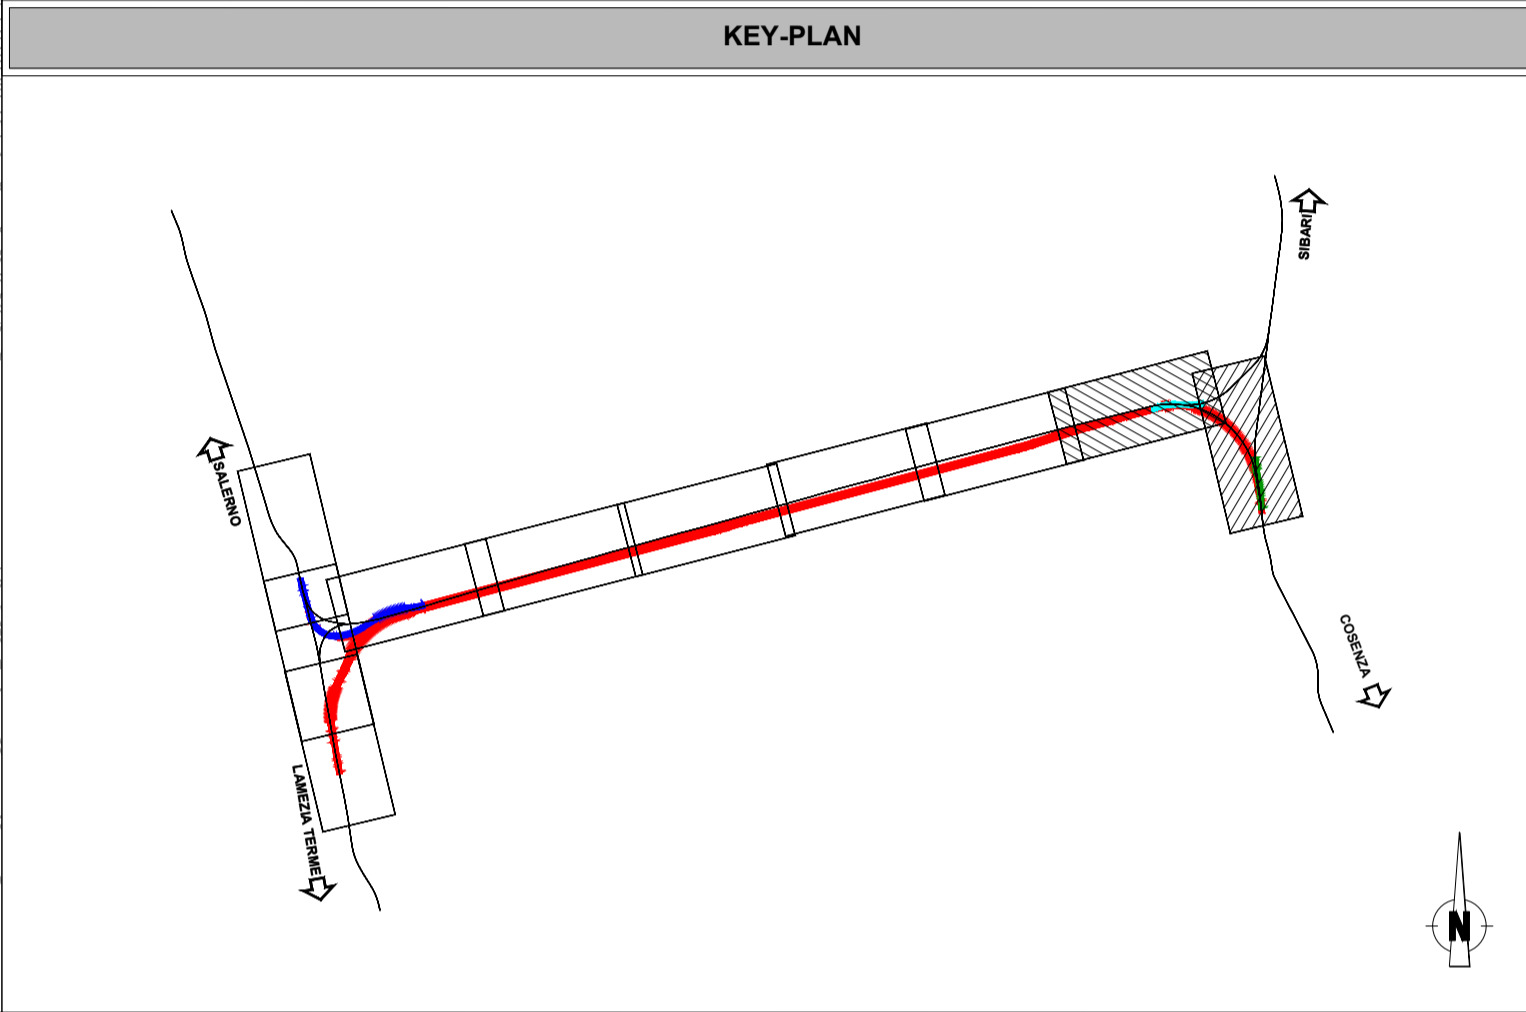 KEY-PLAN
SIBARI
SALERNO
COSENZA
LAMEZIA TERME
N